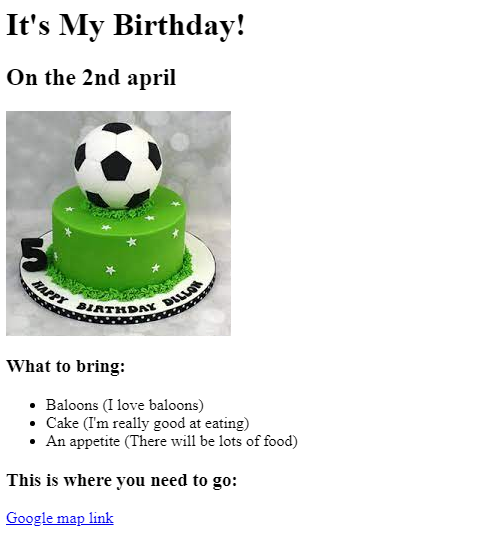 It's My Birthday!
On the 2nd april
5
HAPPY BIRTHDAY DILLON
What to bring:
Baloons (I love baloons)
Cake (I'm really good at eating)
An appetite (There will be lots of food)
This is where you need to go:
Google map link